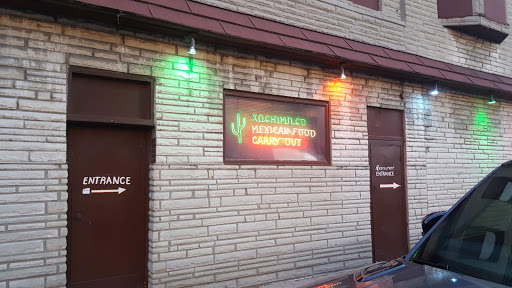 XOCHIMILCO
MEXICAN FOOD
CARRY OUT
ENTRANCE
Restaurant
ENTRANCE